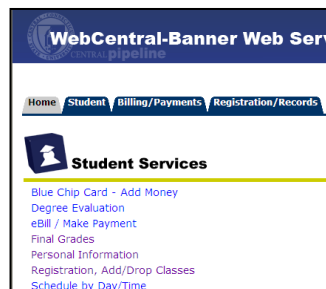 WebCentral-Banner Web Ser
CENTRAL pipeline
Home Student Billing/Payments Registration/Records
Student Services
Blue Chip Card - Add Money
Degree Evaluation
eBill / Make Payment
Final Grades
Personal Information
Registration, Add/Drop Classes
Schedule by Day/Time